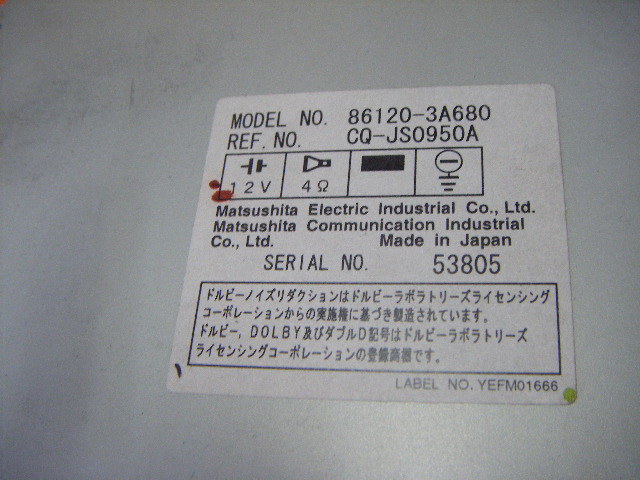 MODEL NO. 86120-3A680
REF. NO. CQ-JS0950A
12V 4Ω
Matsushita Electric Industrial Co., Ltd.
Matsushita Communication Industrial
Co., Ltd. Made in Japan
SERIAL NO. 53805
ドルビーノイズリダクションはドルビーラボラトリーズライセンシング
コーポレーションからの実施権に基づき製造されています。
ドルビー, DOLBY及びダブルD記号はドルビーラボラトリーズ
ライセンシングコーポレーションの登録商標です。
LABEL NO. YEFM01666